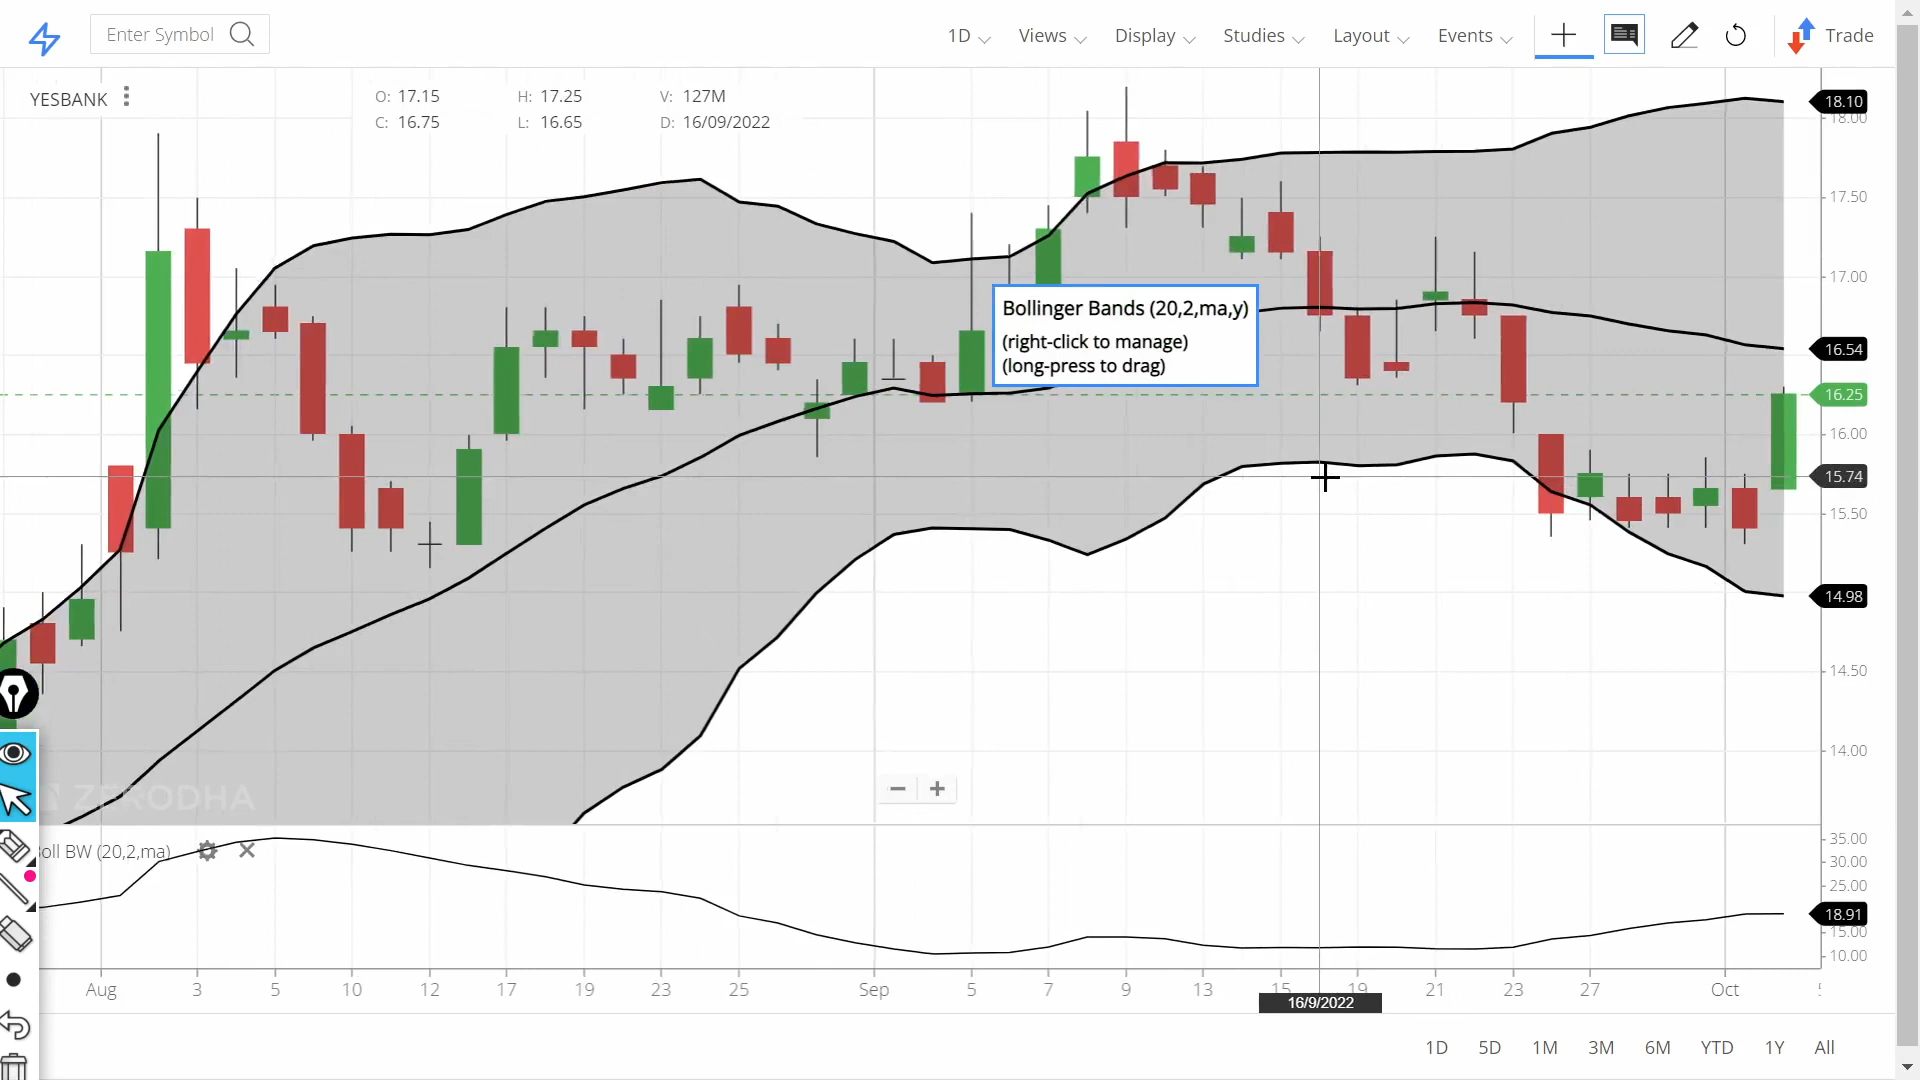 Enter Symbol
1D Views Display Studies Layout Events Trade
YESBANK
O: 17.15 H: 17.25 V: 127M
C: 16.75 L: 16.65 D: 16/09/2022
18.10
18.00
17.50
17.00
16.54
16.25
16.00
15.74
15.50
14.98
14.50
14.00
Bollinger Bands (20,2,ma,y)
(right-click to manage)
(long-press to drag)
ZERODHA
oll BW (20,2,ma)
35.00
30.00
25.00
18.91
15.00
10.00
Aug 3 5 10 12 17 19 23 25 Sep 5 7 9 13 15 19 21 23 27 Oct
16/9/2022
1D 5D 1M 3M 6M YTD 1Y All